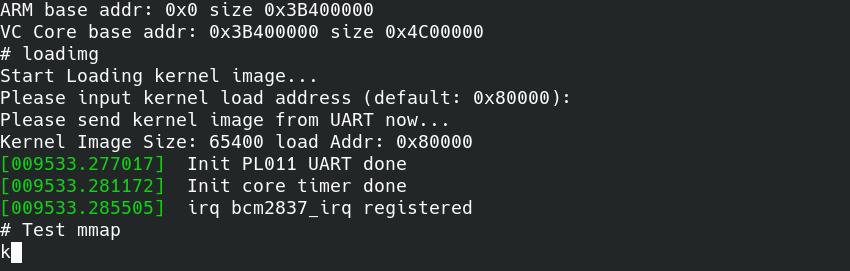 ARM base addr: 0x0 size 0x3B400000
VC Core base addr: 0x3B400000 size 0x4C00000
# loadimg
Start Loading kernel image...
Please input kernel load address (default: 0x80000):
Please send kernel image from UART now...
Kernel Image Size: 65400 load Addr: 0x80000
[009533.277017]  Init PL011 UART done
[009533.281172]  Init core timer done
[009533.285505]  irq bcm2837_irq registered
# Test mmap
k